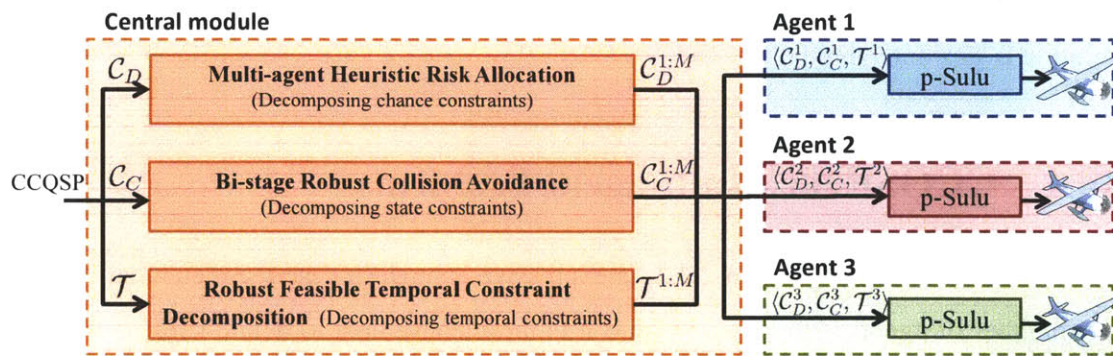 Central module
CCQSP
𝒞_D
Multi-agent Heuristic Risk Allocation
(Decomposing chance constraints)
𝒞_D^{1:M}
𝒞_C
Bi-stage Robust Collision Avoidance
(Decomposing state constraints)
𝒞_C^{1:M}
𝒯
Robust Feasible Temporal Constraint
Decomposition (Decomposing temporal constraints)
𝒯^{1:M}
Agent 1
⟨𝒞_D^1, 𝒞_C^1, 𝒯^1⟩
p-Sulu
Agent 2
⟨𝒞_D^2, 𝒞_C^2, 𝒯^2⟩
p-Sulu
Agent 3
⟨𝒞_D^3, 𝒞_C^3, 𝒯^3⟩
p-Sulu